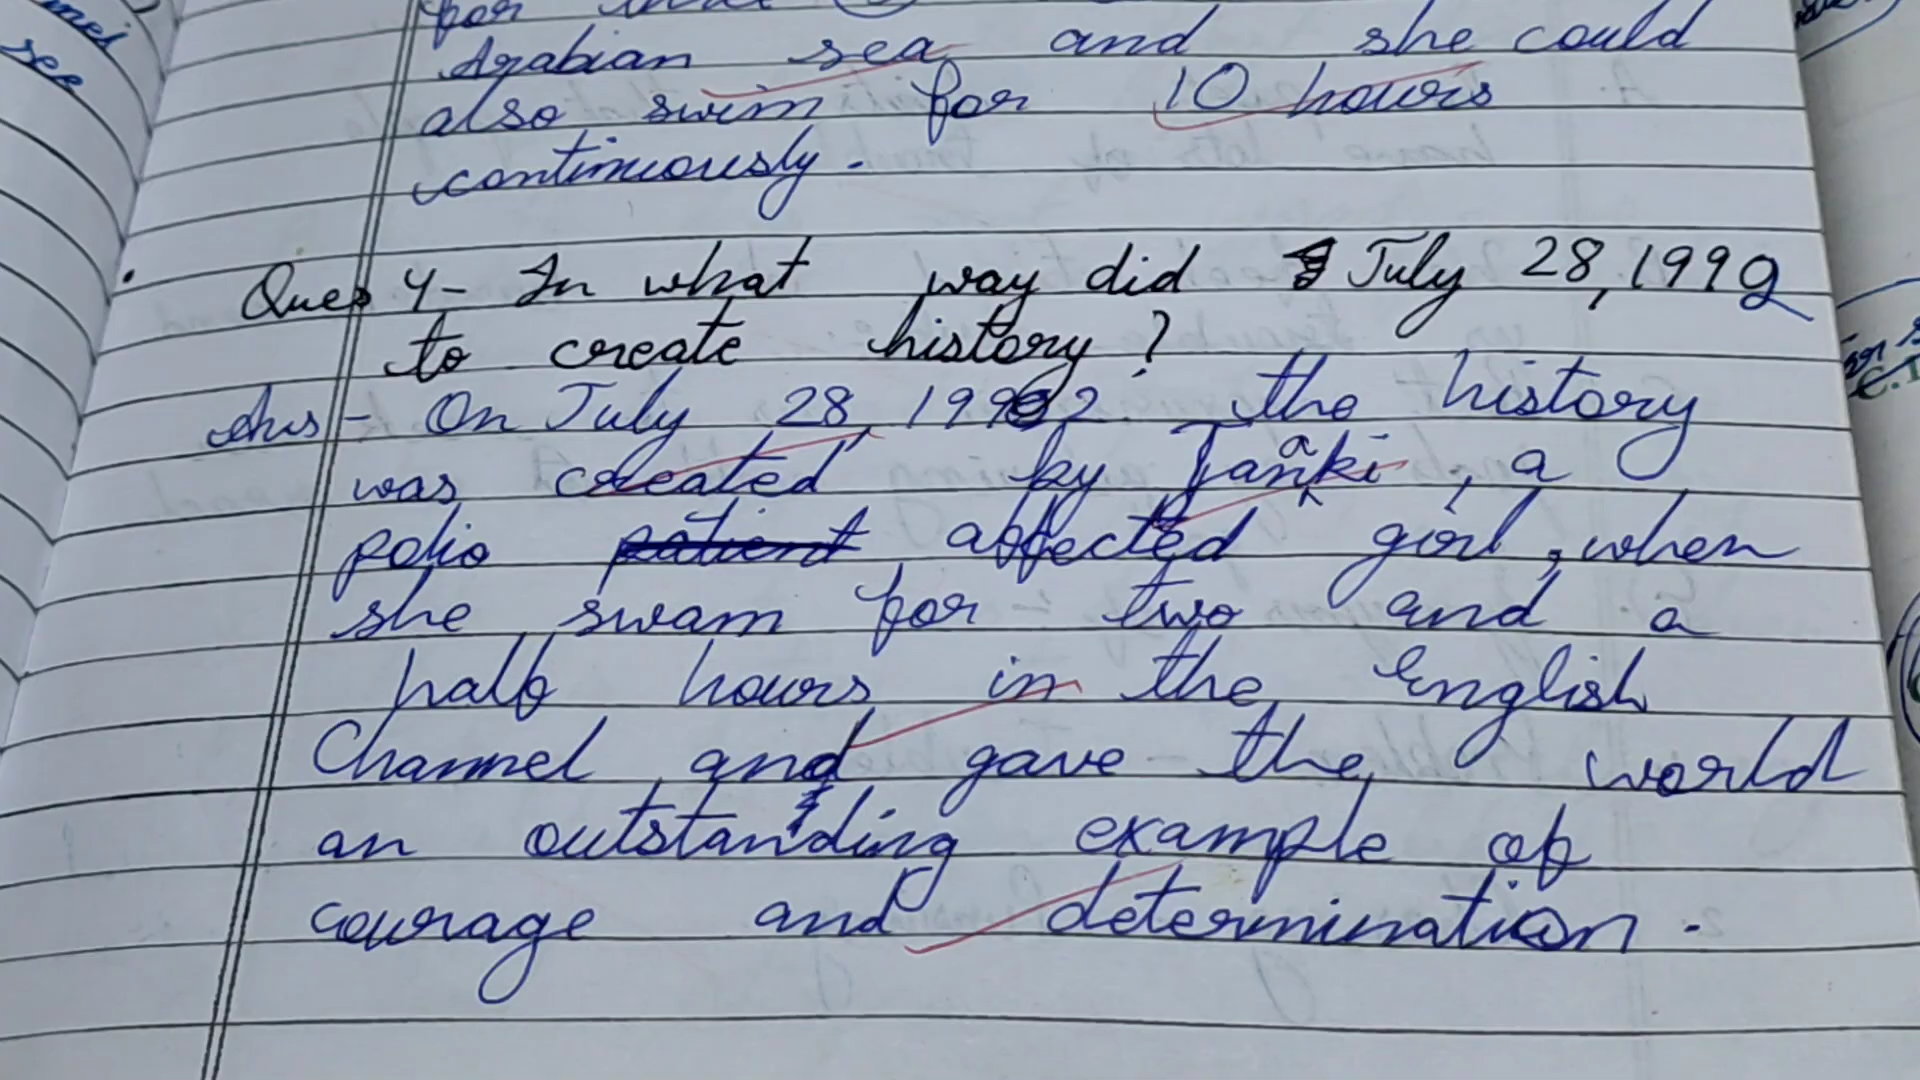 for
Arabian sea and she could
also swim for 10 hours
continuously.
Ques 4- In what way did July 28, 1992
to create history?
Ans - On July 28, 1992 the history
was created by Tanaki, a
polio patient affected girl, when
she swam for two and a
half hours in the English
Channel and gave the world
an outstanding example of
courage and determination.
see